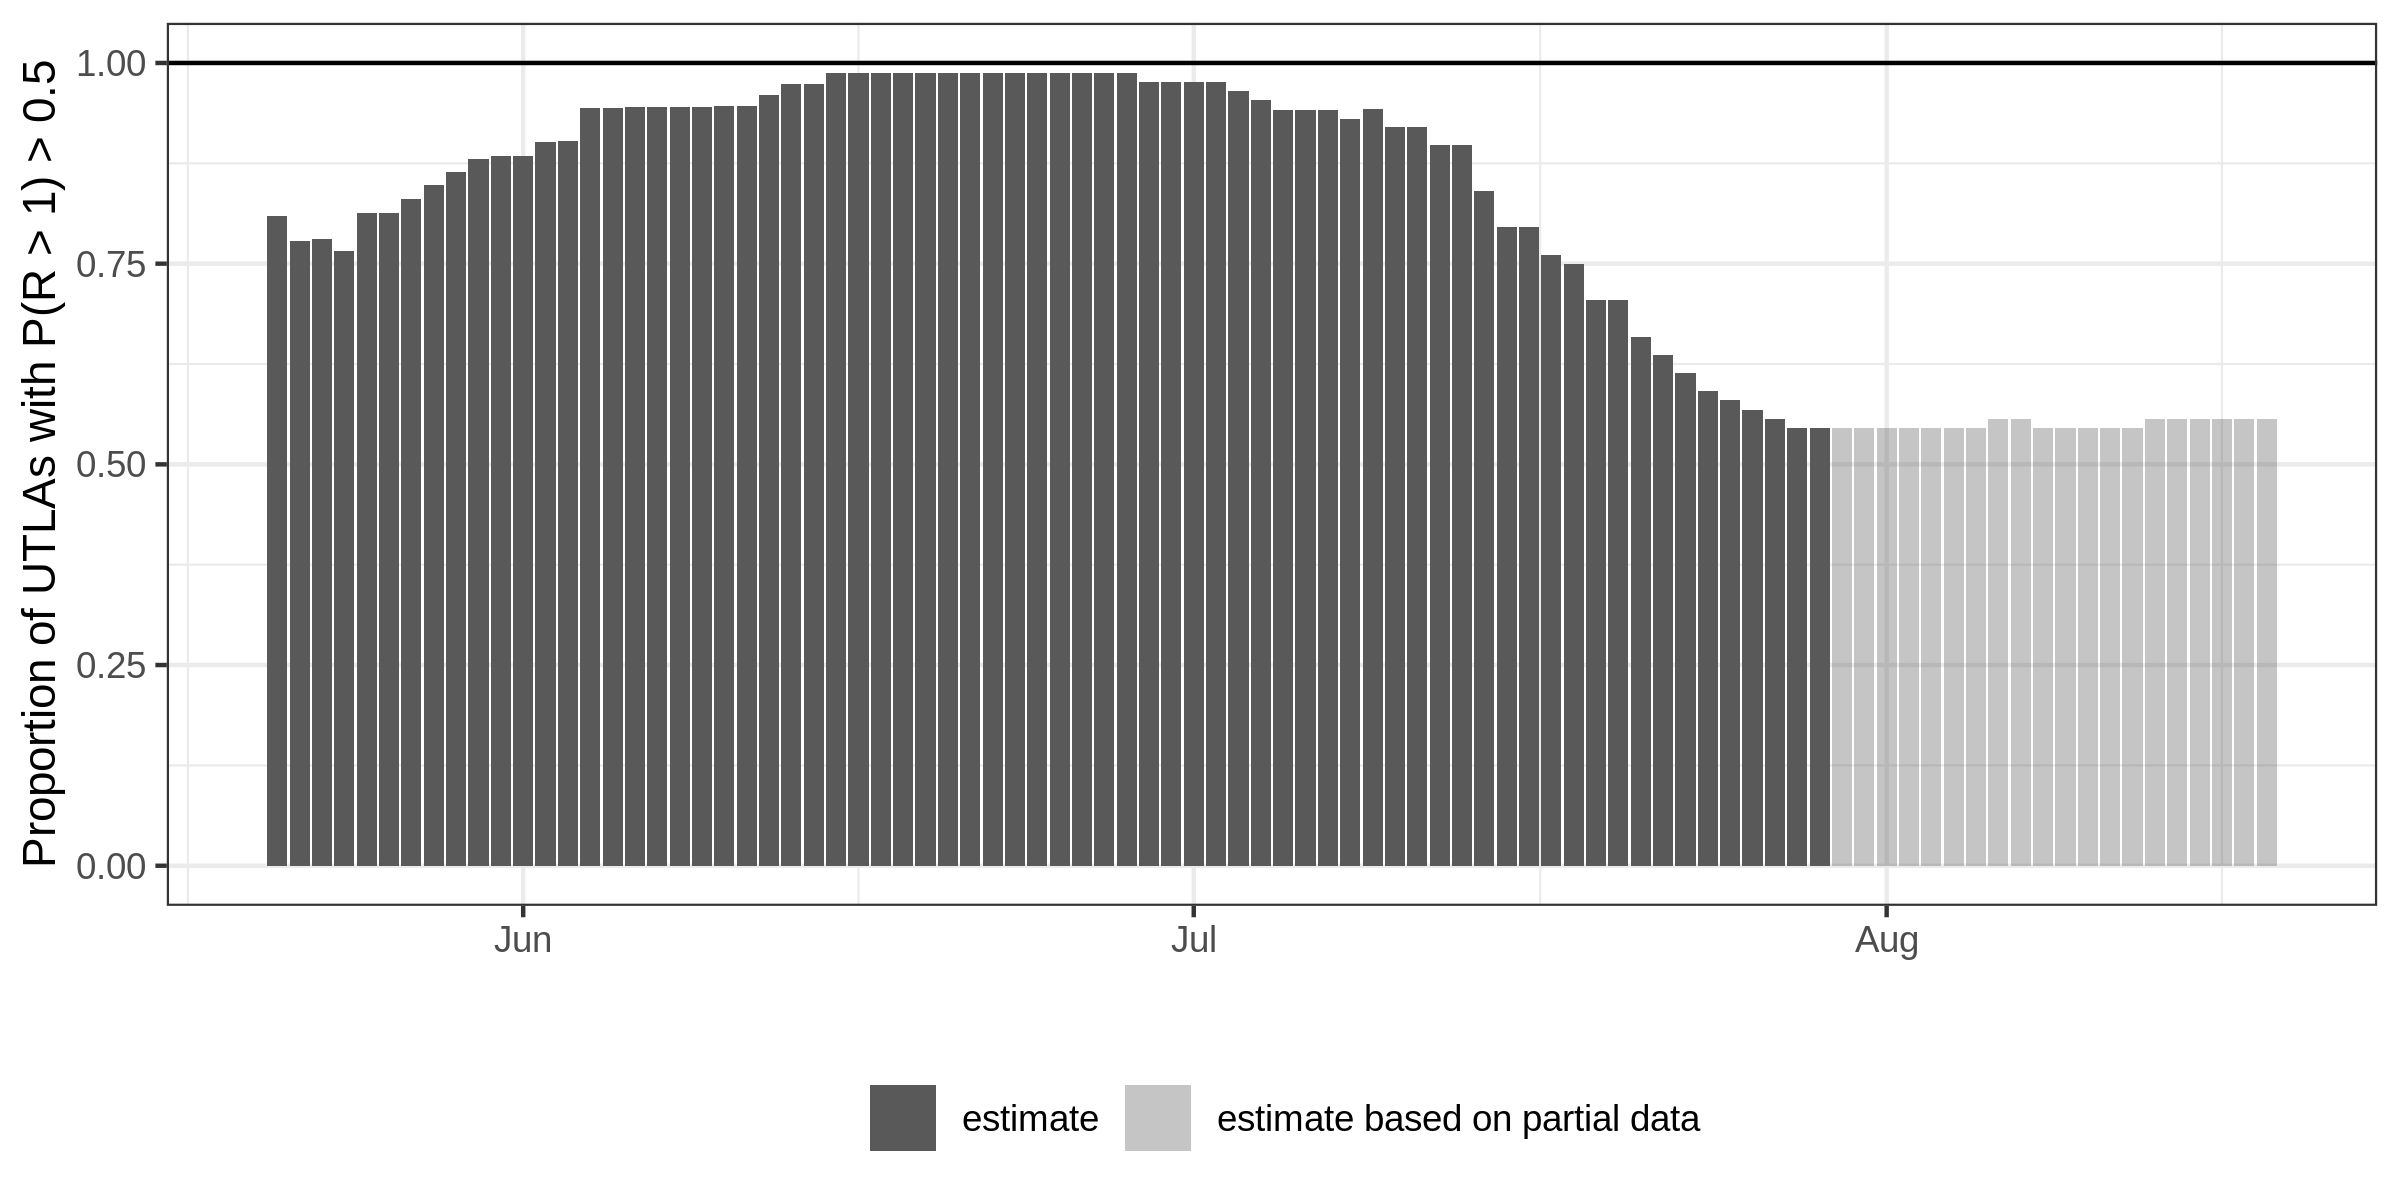 Proportion of UTLAs with P(R > 1) > 0.5
1.00
0.75
0.50
0.25
0.00
Jun Jul Aug
estimate estimate based on partial data